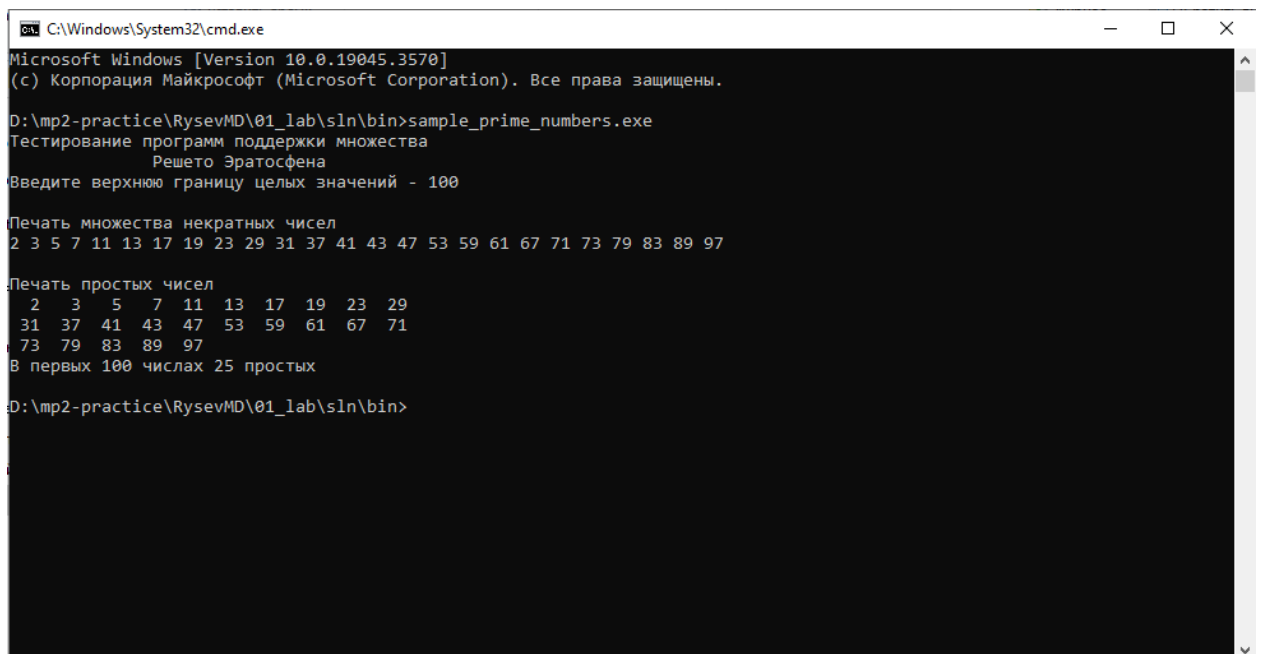 C:\Windows\System32\cmd.exe
Microsoft Windows [Version 10.0.19045.3570]
(c) Корпорация Майкрософт (Microsoft Corporation). Все права защищены.
D:\mp2-practice\RysevMD\01_lab\sln\bin>sample_prime_numbers.exe
Тестирование программ поддержки множества
Решето Эратосфена
Введите верхнюю границу целых значений - 100
Печать множества некратных чисел
2 3 5 7 11 13 17 19 23 29 31 37 41 43 47 53 59 61 67 71 73 79 83 89 97
Печать простых чисел
2 3 5 7 11 13 17 19 23 29
31 37 41 43 47 53 59 61 67 71
73 79 83 89 97
В первых 100 числах 25 простых
D:\mp2-practice\RysevMD\01_lab\sln\bin>